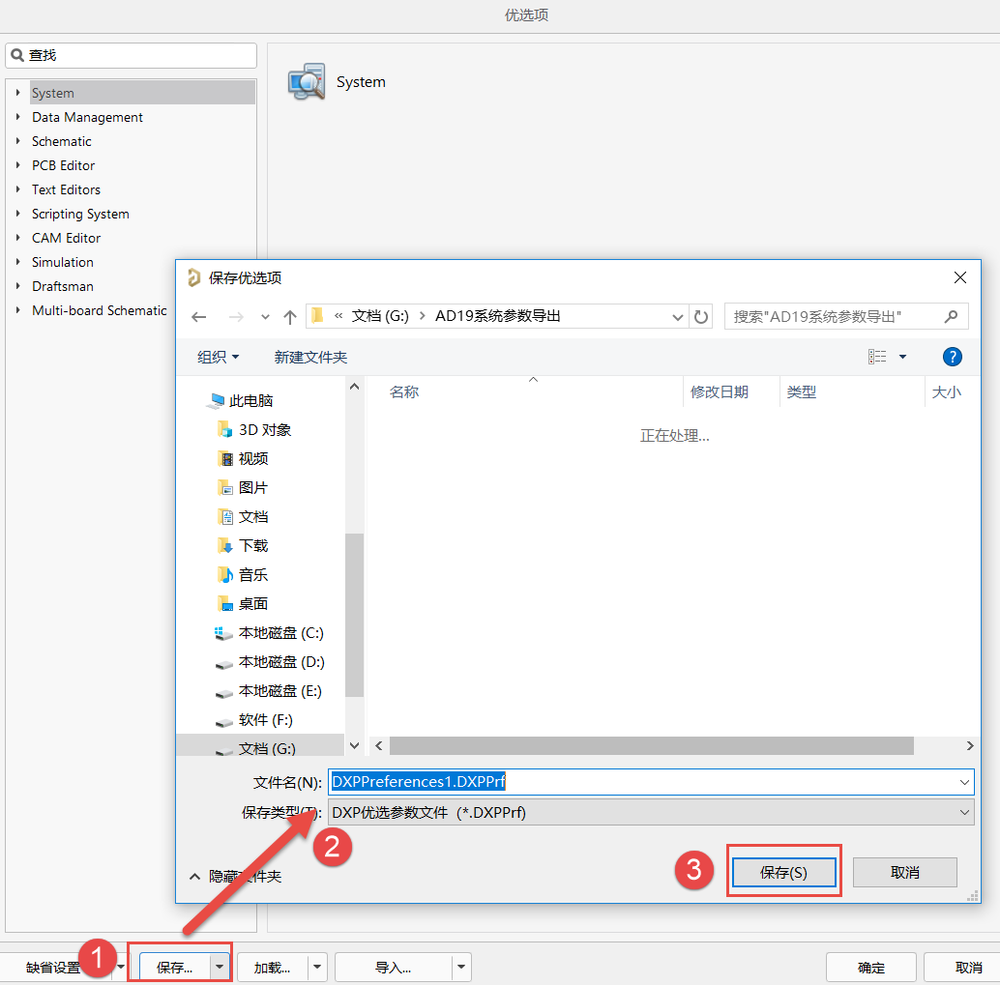 优选项
查找
System
System
Data Management
Schematic
PCB Editor
Text Editors
Scripting System
CAM Editor
Simulation
Draftsman
Multi-board Schematic
保存优选项
« 文档 (G:) › AD19系统参数导出
搜索"AD19系统参数导出"
组织
新建文件夹
?
名称
修改日期
类型
大小
正在处理...
此电脑
3D 对象
视频
图片
文档
下载
音乐
桌面
本地磁盘 (C:)
本地磁盘 (D:)
本地磁盘 (E:)
软件 (F:)
文档 (G:)
文件名(N):
DXPPreferences1.DXPPrf
保存类型(T):
DXP优选参数文件 (*.DXPPrf)
2
隐藏文件夹
3
保存(S)
取消
缺省设置
1
保存...
加载...
导入...
确定
取消